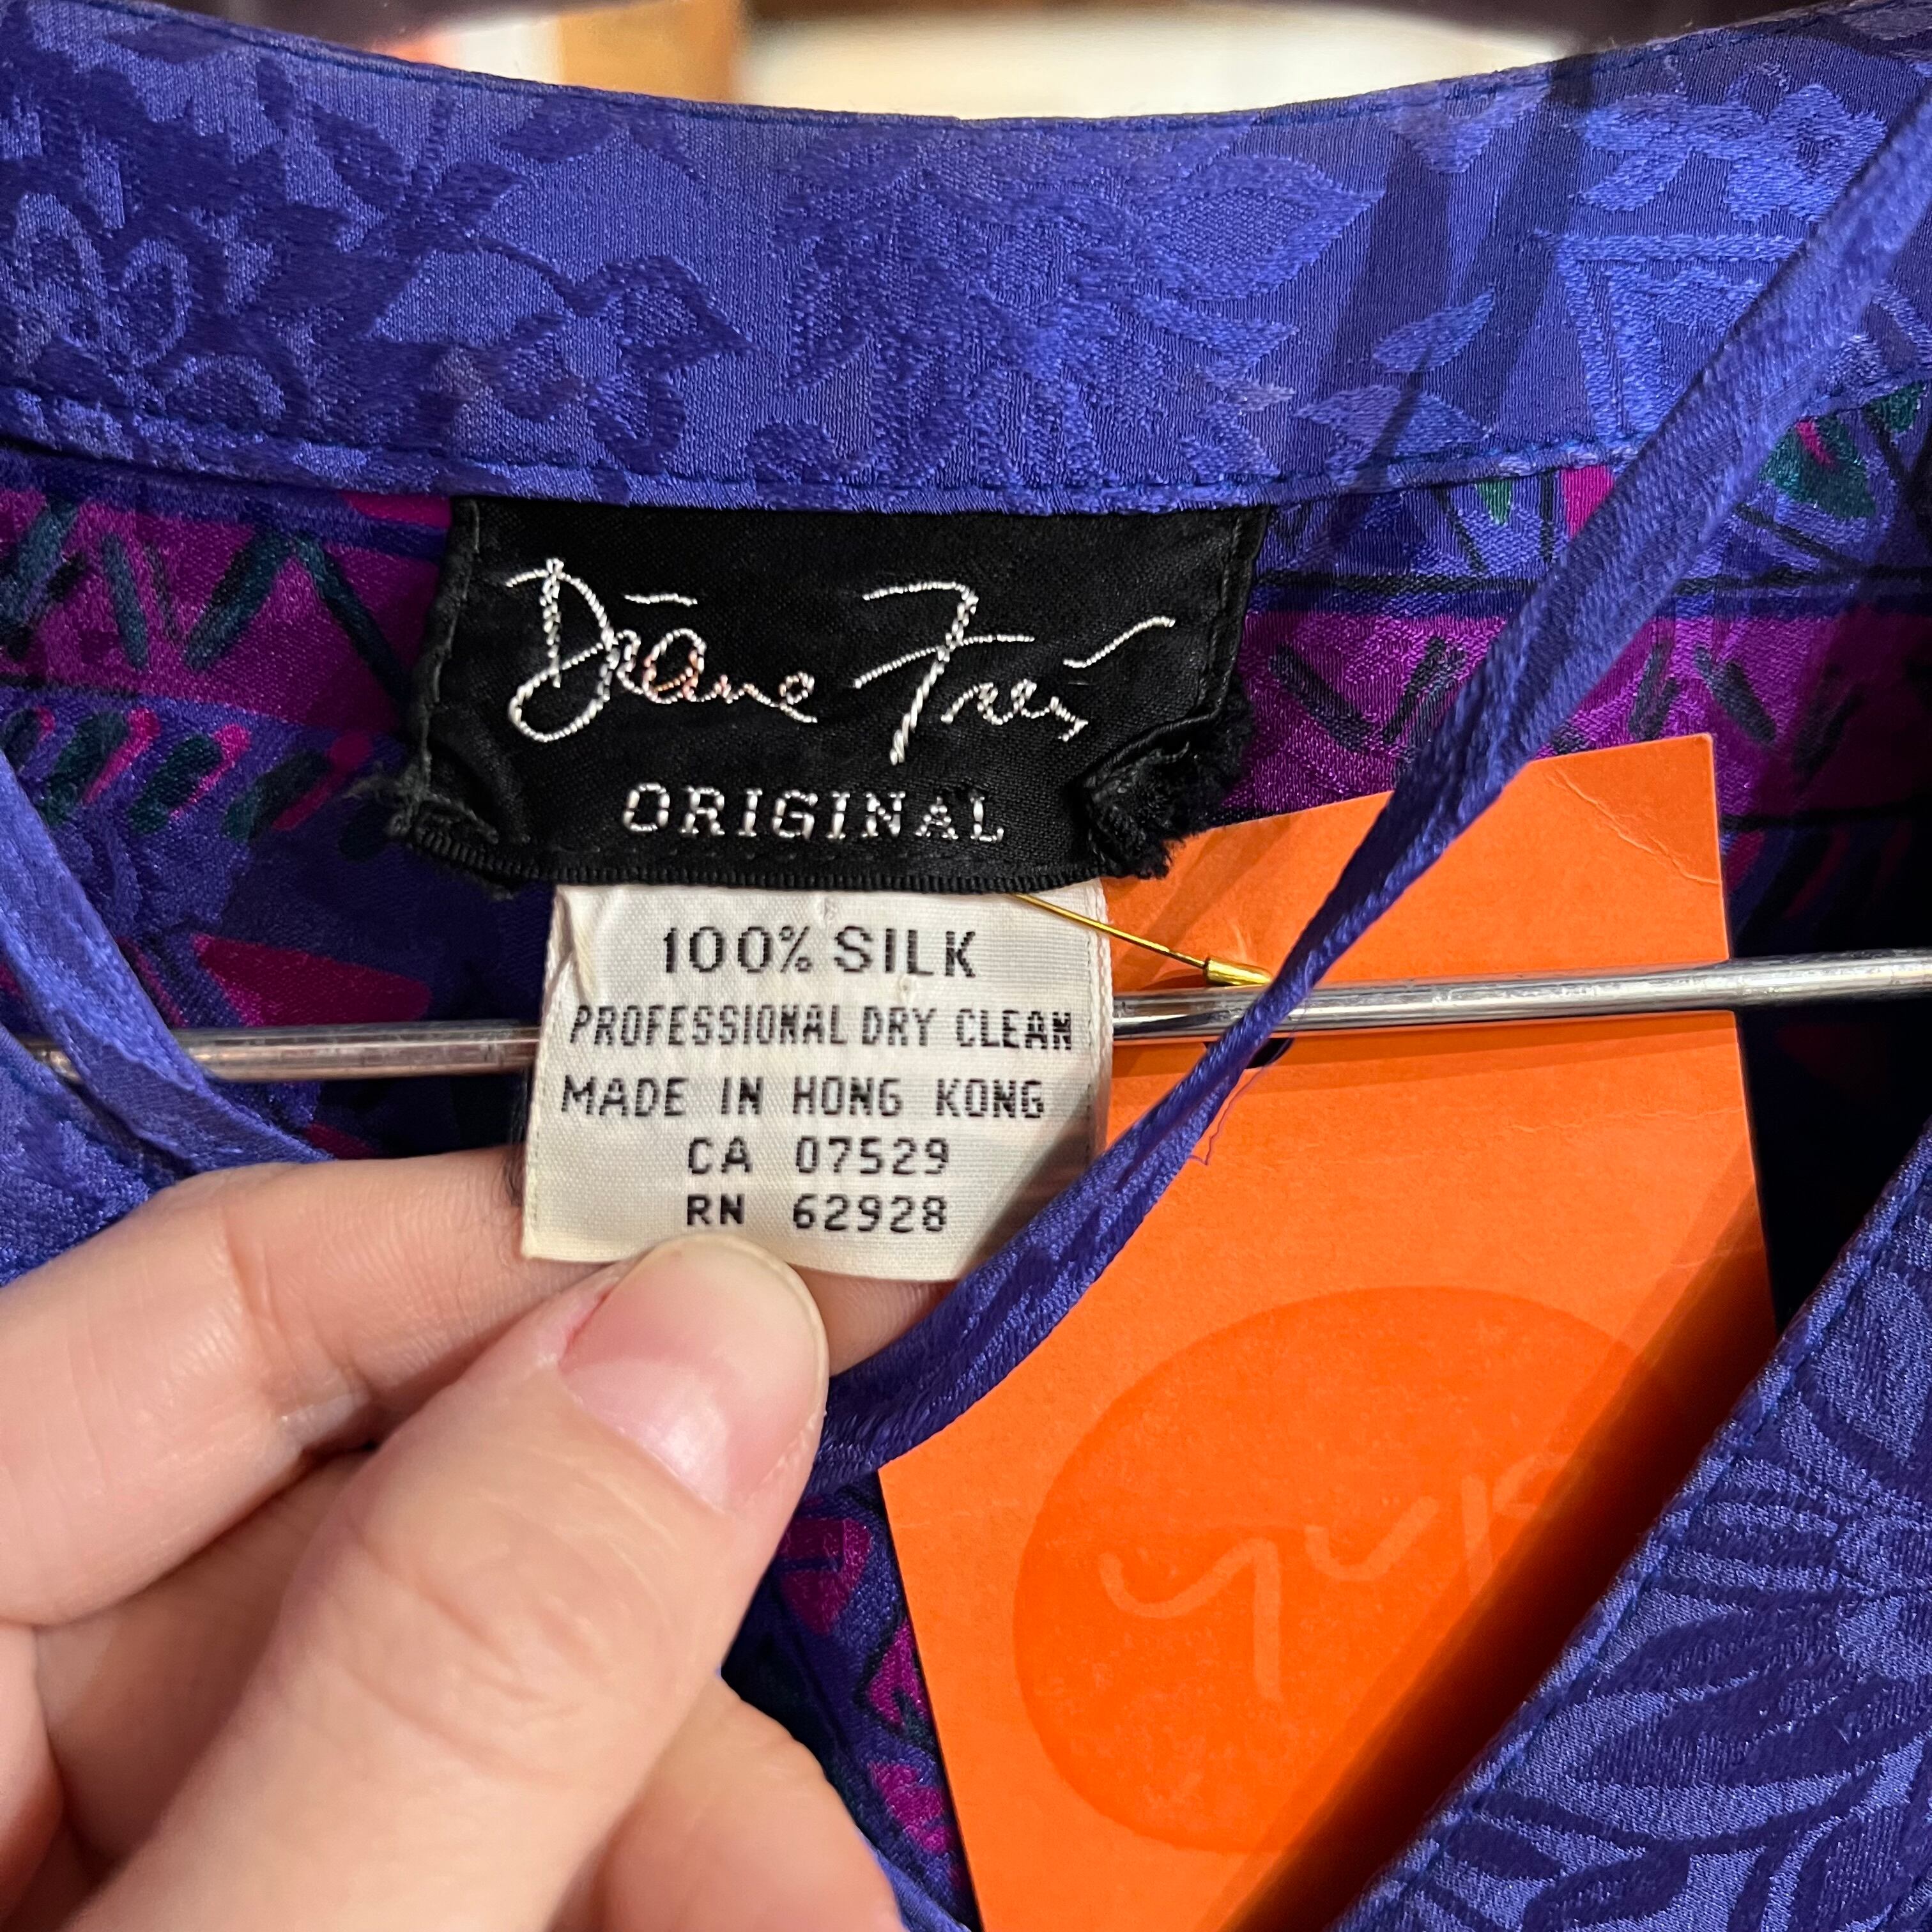 Diane Freis
ORIGINAL
100% SILK
PROFESSIONAL DRY CLEAN
MADE IN HONG KONG
CA 07529
RN 62928